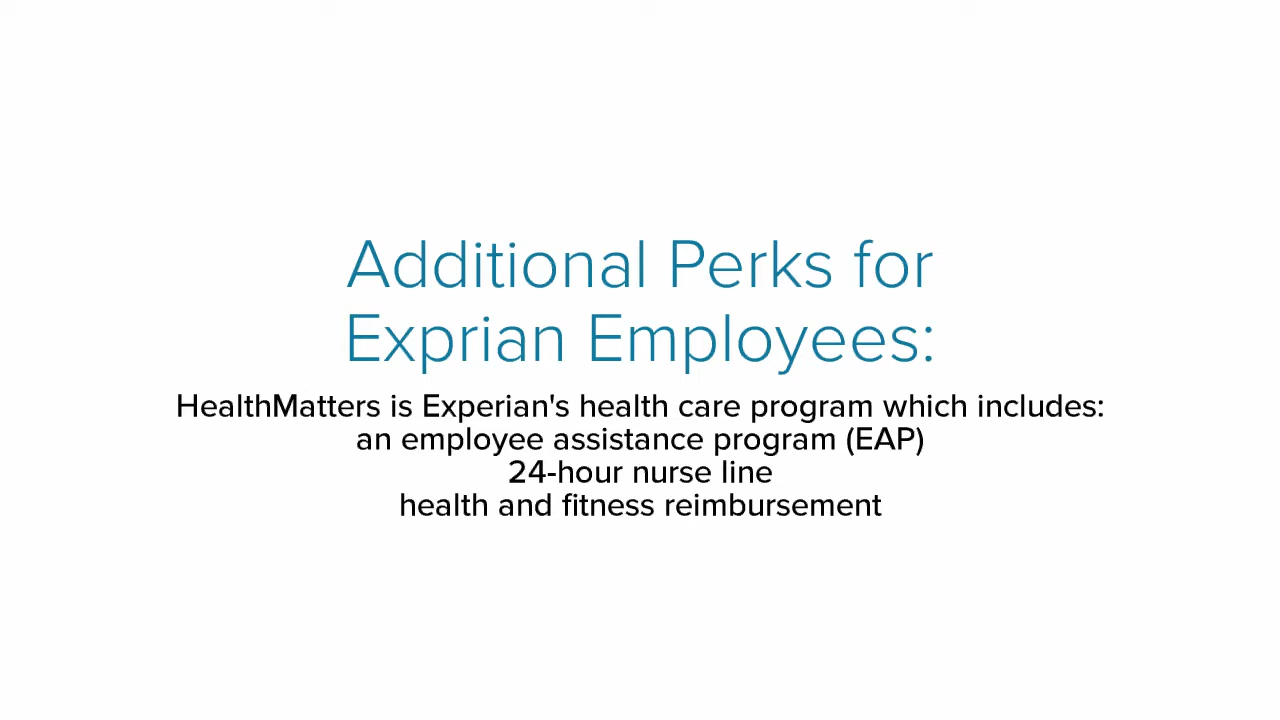 Additional Perks for
Exprian Employees:
HealthMatters is Experian's health care program which includes:
an employee assistance program (EAP)
24-hour nurse line
health and fitness reimbursement